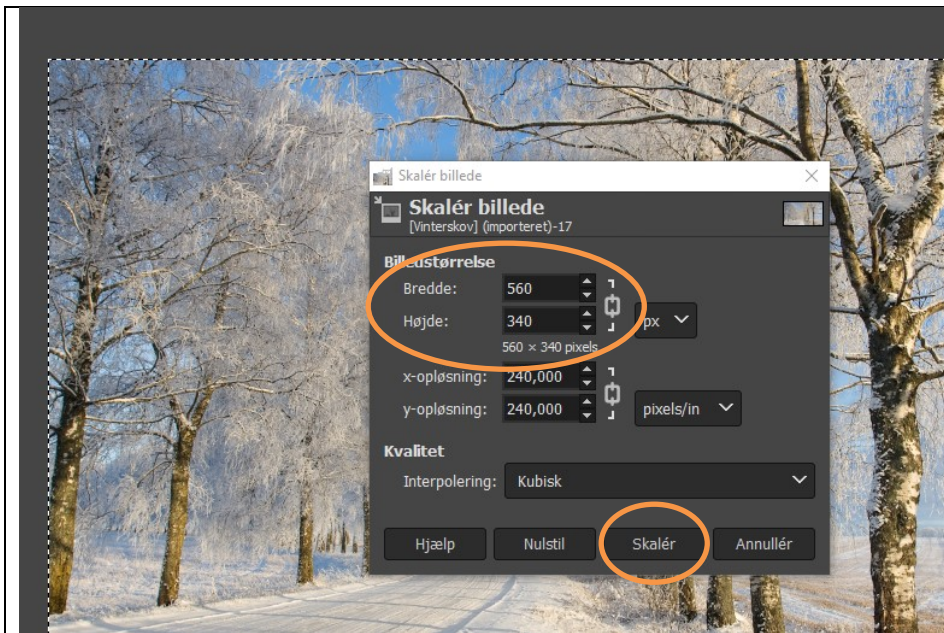 Skalér billede
Skalér billede
[Vinterskov] (importeret)-17
Billedstørrelse
Bredde: 560
Højde: 340 px
560 × 340 pixels
x-opløsning: 240,000
y-opløsning: 240,000 pixels/in
Kvalitet
Interpolering: Kubisk
Hjælp Nulstil Skalér Annullér